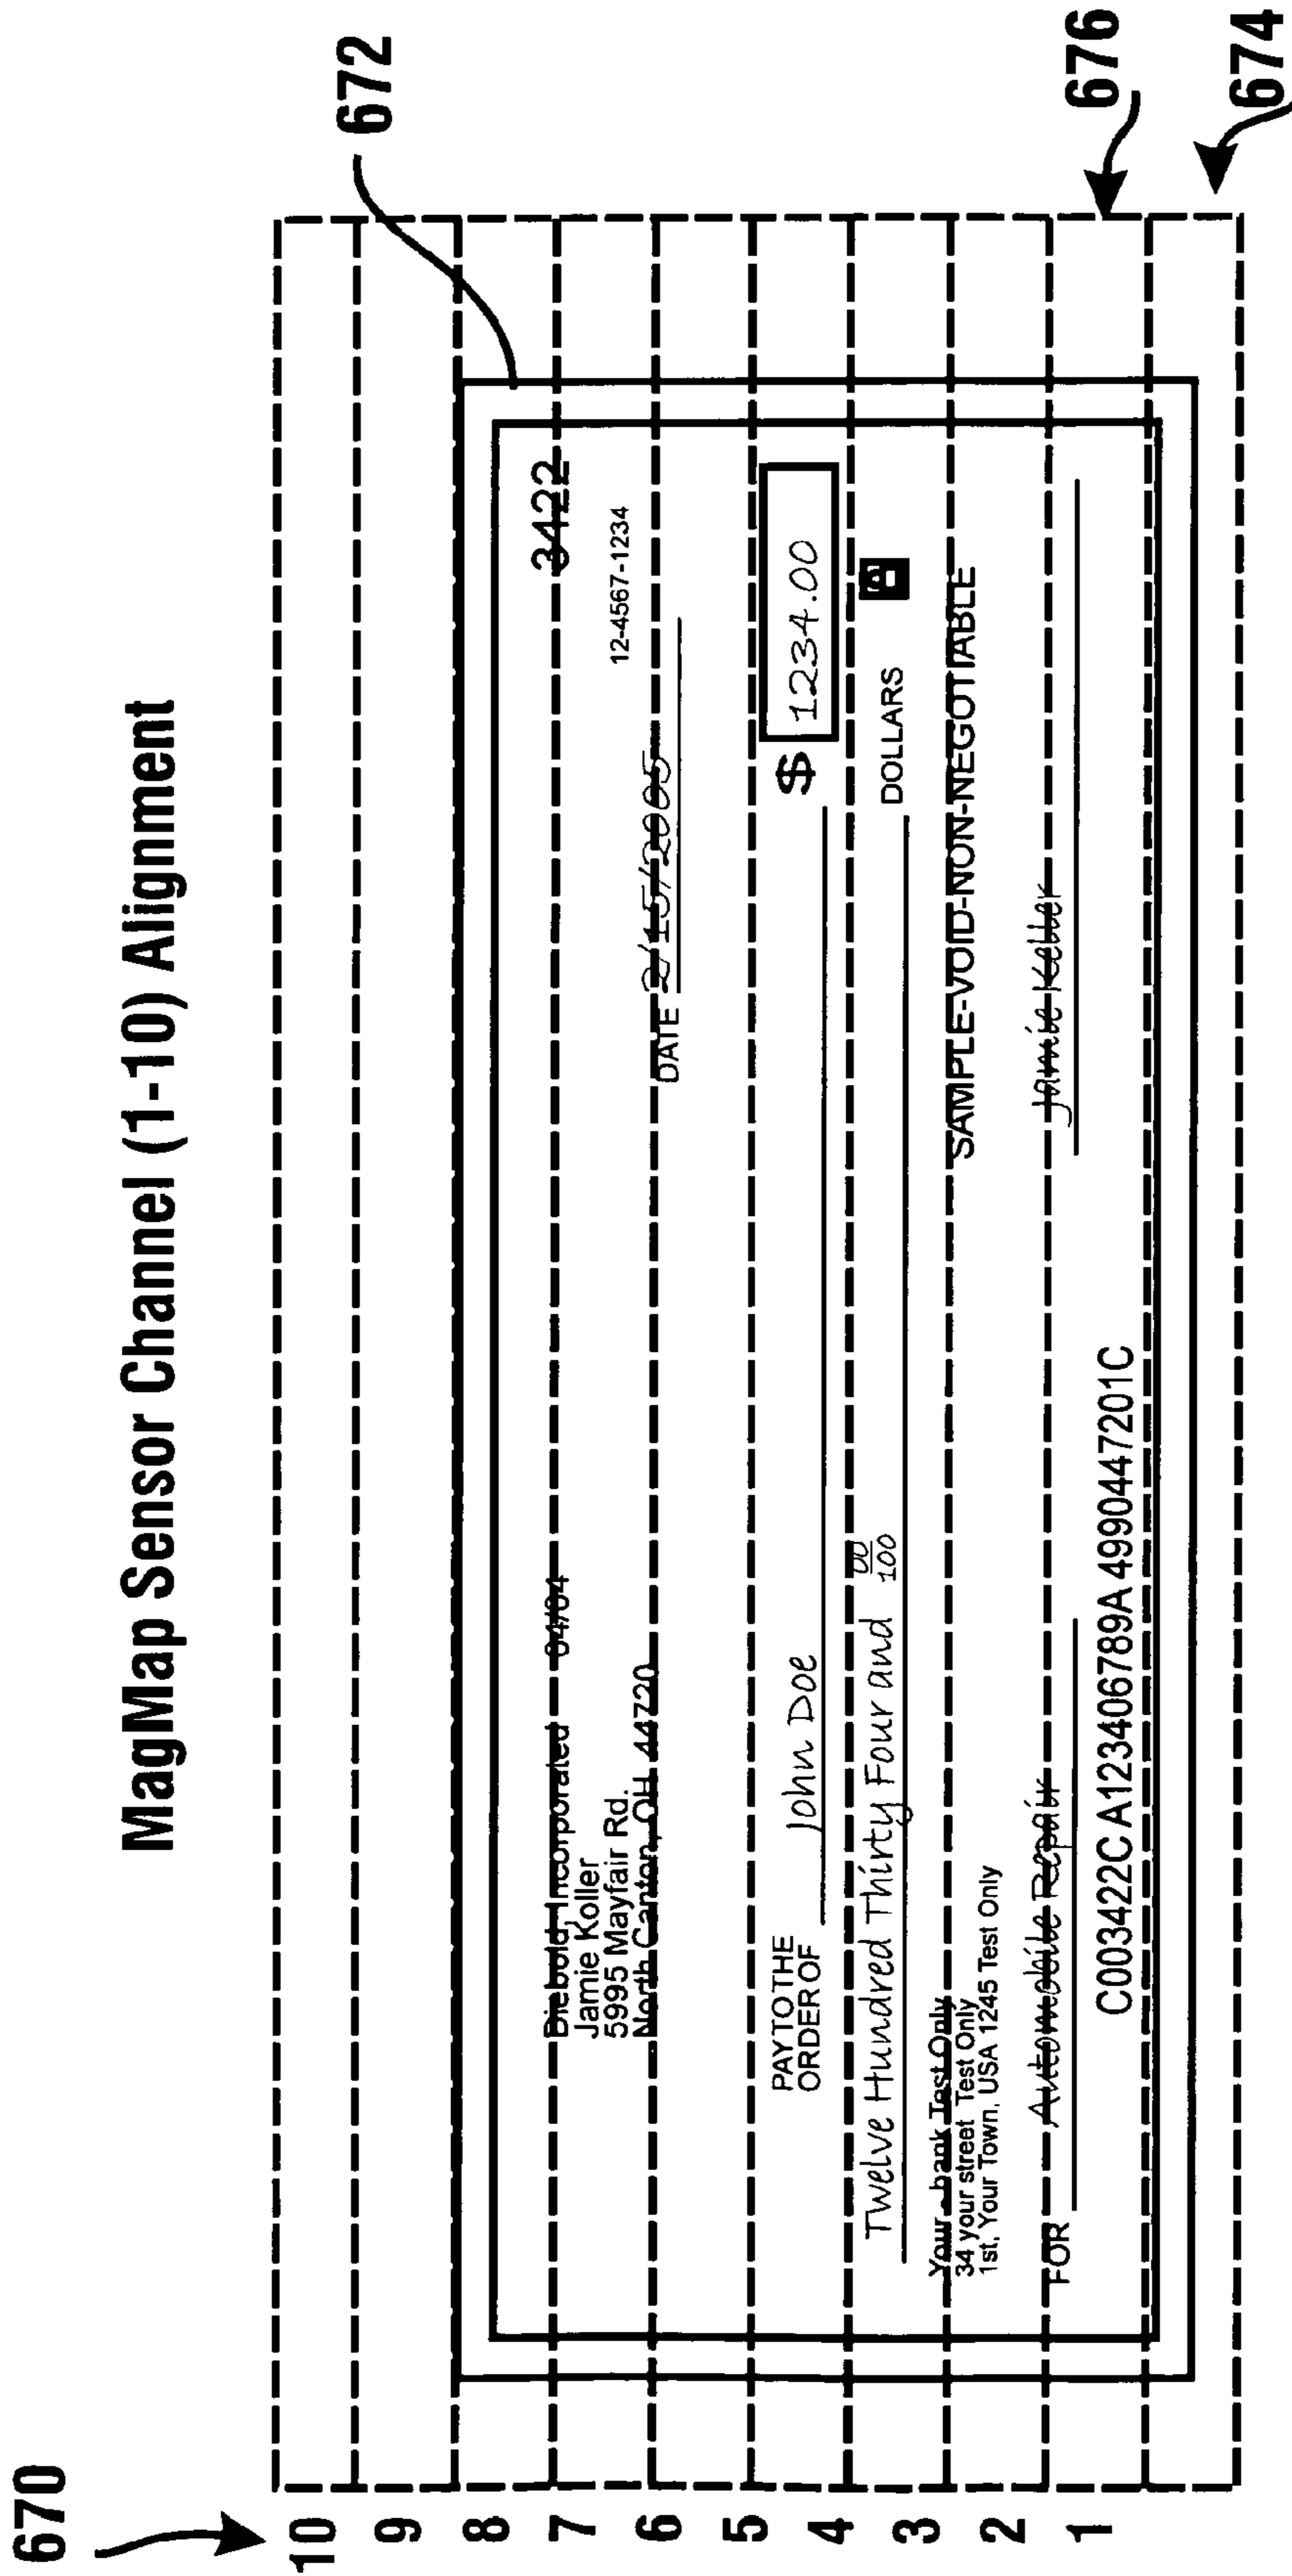 MagMap Sensor Channel (1-10) Alignment
670
672
10
9
8
7
6
5
4
3
2
1
Diebold, Incorporated 04/04
3422
Jamie Koller
5995 Mayfair Rd.
12-4567-1234
North Canton, OH 44720
DATE 2/15/2005
PAY TO THE
ORDER OF John Doe
$ 1234.00
Twelve Hundred Thirty Four and 00/100 DOLLARS
Your - bank Test Only
34 your street Test Only
1st, Your Town, USA 1245 Test Only
SAMPLE-VOID-NON-NEGOTIABLE
FOR Automobile Repair
Jamie Keller
C003422C A123406789A 4990447201C
676
674